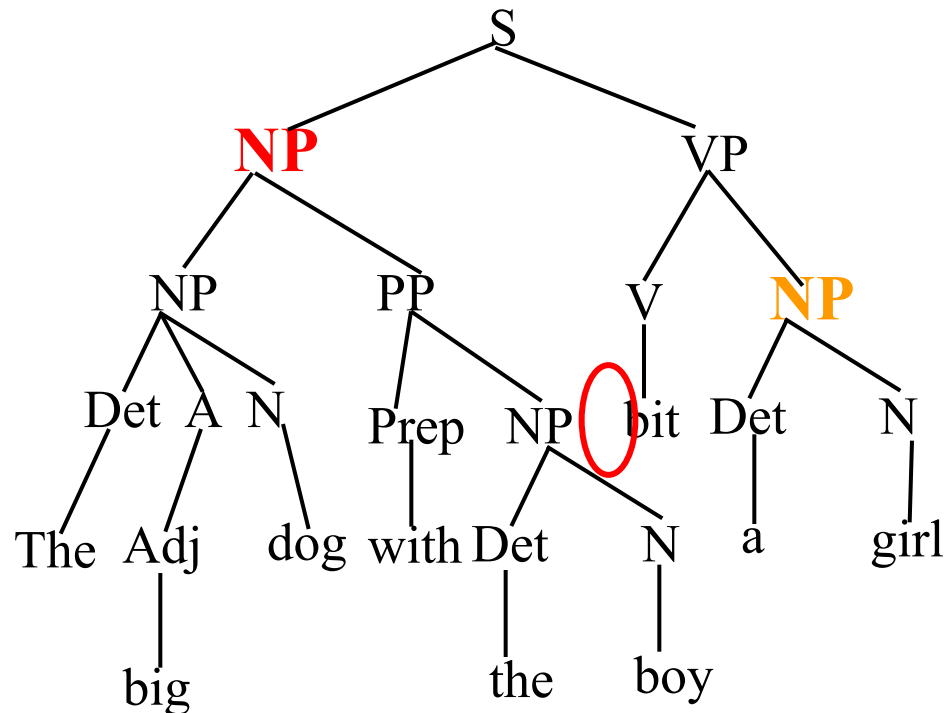 S
NP VP
NP PP V NP
Det A N Prep NP bit Det N
The Adj dog with Det N a girl
big the boy